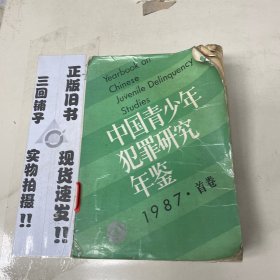 正版旧书
现货速发!!
三回铺子
实物拍摄!!
Yearbook on
Chinese
Juvenile Delinquency
Studies
中国青少年
犯罪研究
年鉴
1987·首卷